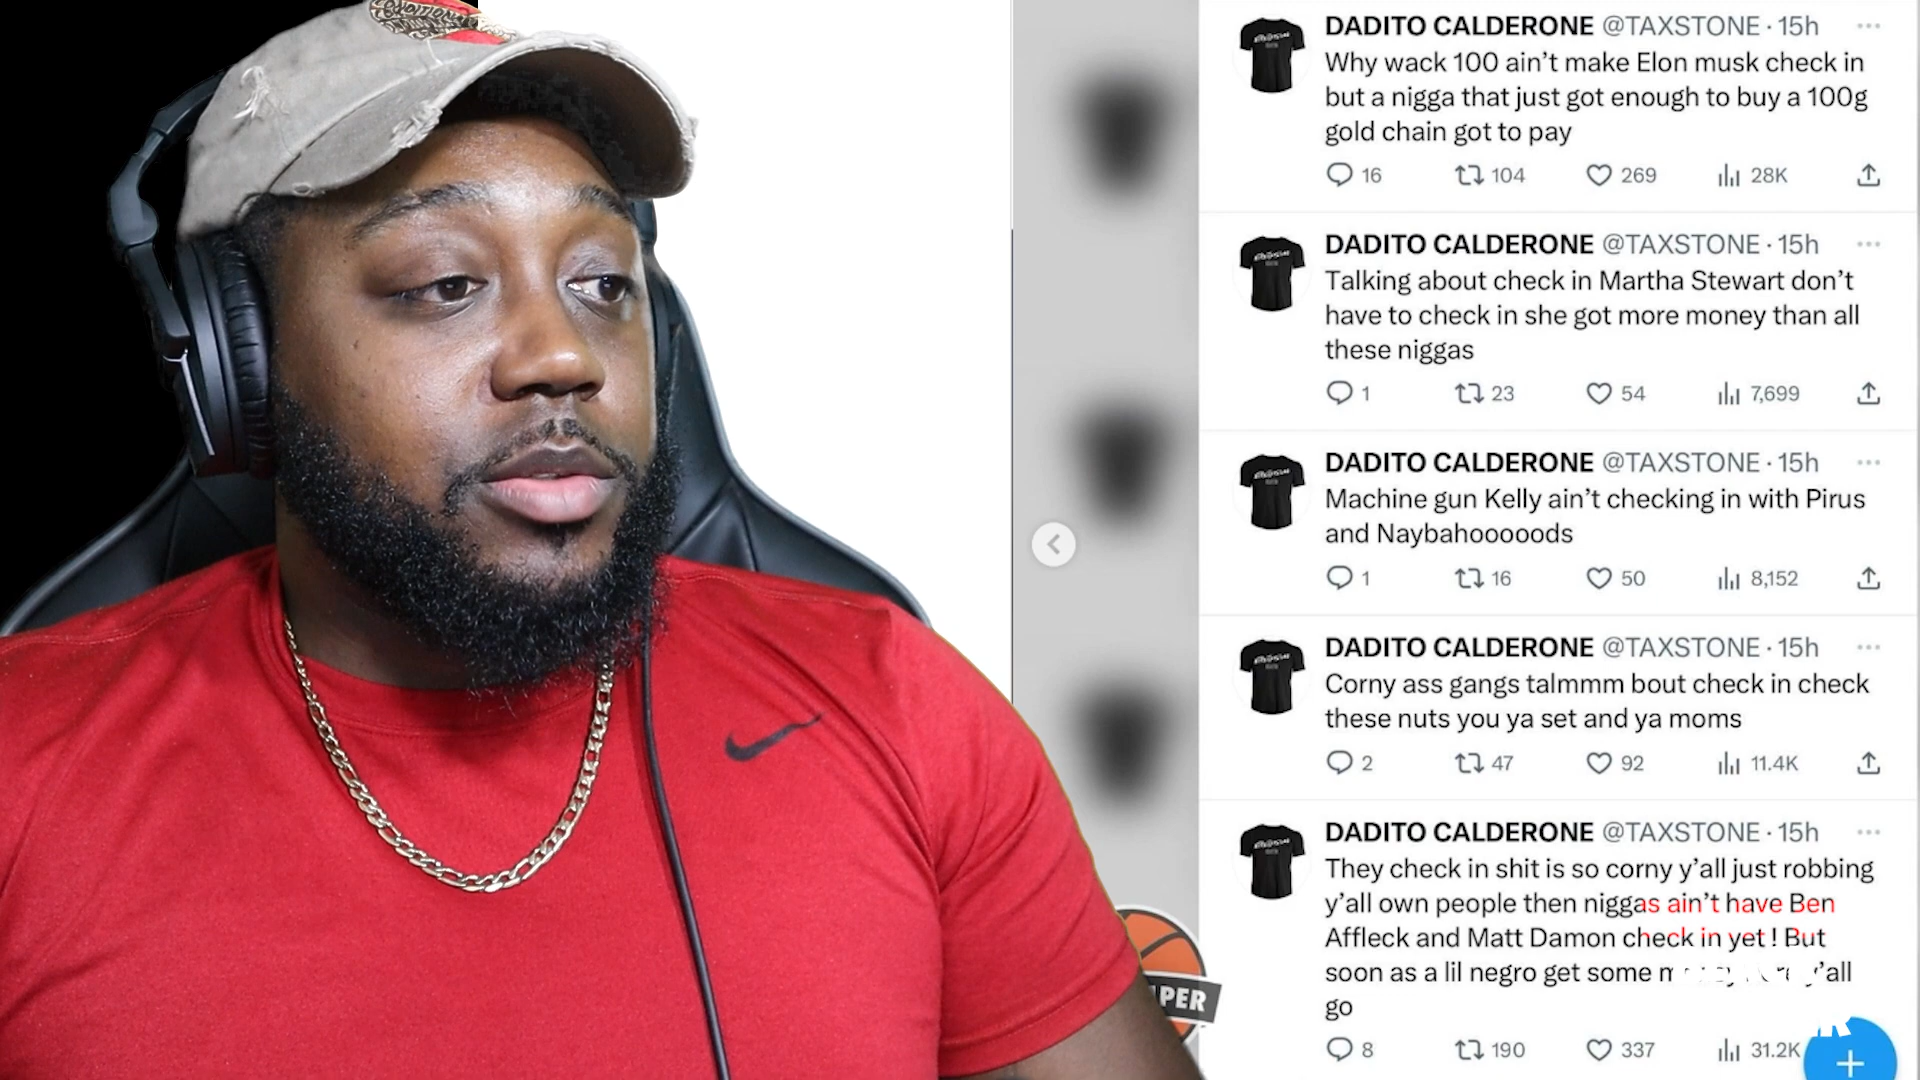 DADITO CALDERONE @TAXSTONE · 15h
Why wack 100 ain’t make Elon musk check in
but a nigga that just got enough to buy a 100g
gold chain got to pay
16 104 269 28K
DADITO CALDERONE @TAXSTONE · 15h
Talking about check in Martha Stewart don’t
have to check in she got more money than all
these niggas
1 23 54 7,699
DADITO CALDERONE @TAXSTONE · 15h
Machine gun Kelly ain’t checking in with Pirus
and Naybahooooods
1 16 50 8,152
DADITO CALDERONE @TAXSTONE · 15h
Corny ass gangs talmmm bout check in check
these nuts you ya set and ya moms
2 47 92 11.4K
DADITO CALDERONE @TAXSTONE · 15h
They check in shit is so corny y’all just robbing
y’all own people then niggas ain’t have Ben
Affleck and Matt Damon check in yet ! But
soon as a lil negro get some y’all
go
8 190 337 31.2K
PER